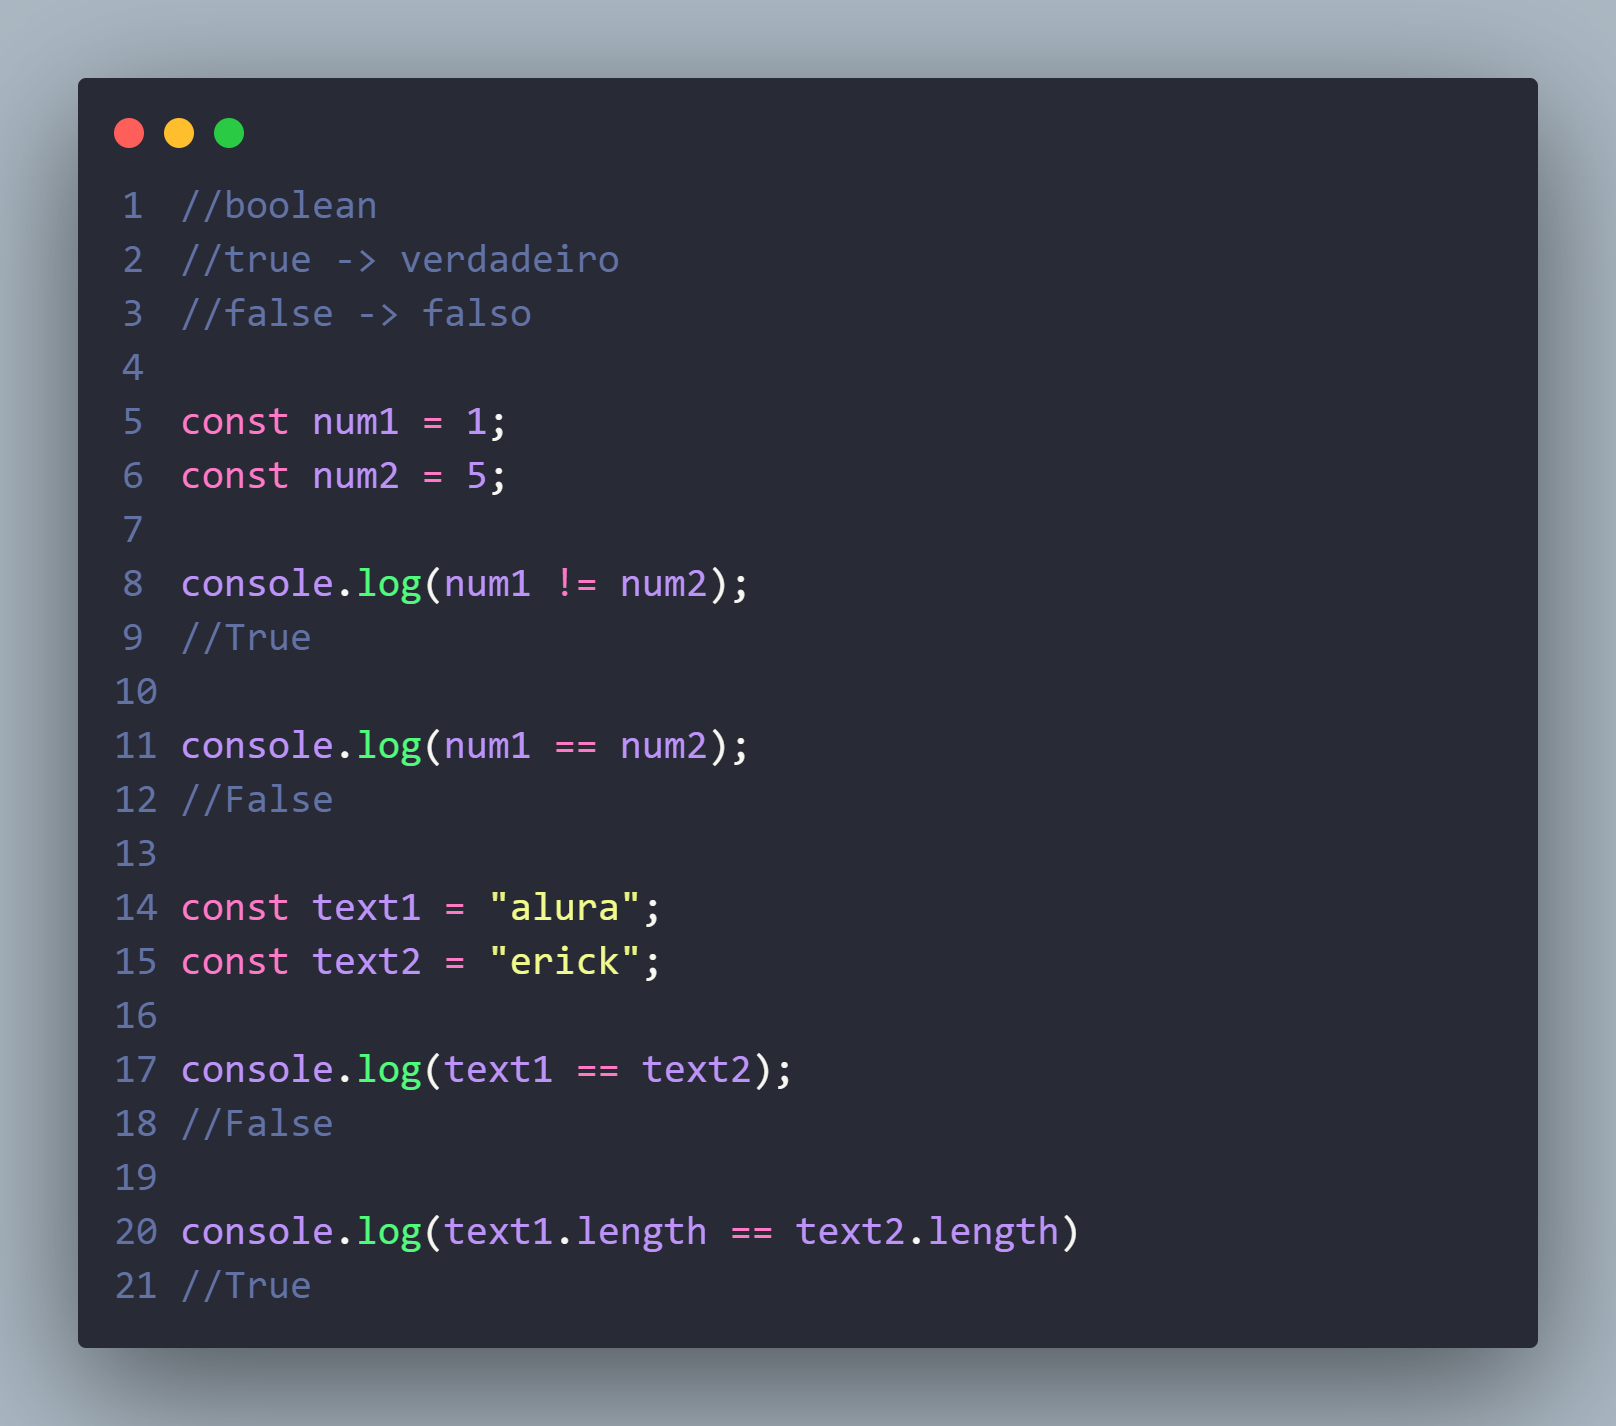 1 //boolean
2 //true -> verdadeiro
3 //false -> falso
4
5 const num1 = 1;
6 const num2 = 5;
7
8 console.log(num1 != num2);
9 //True
10
11 console.log(num1 == num2);
12 //False
13
14 const text1 = "alura";
15 const text2 = "erick";
16
17 console.log(text1 == text2);
18 //False
19
20 console.log(text1.length == text2.length)
21 //True